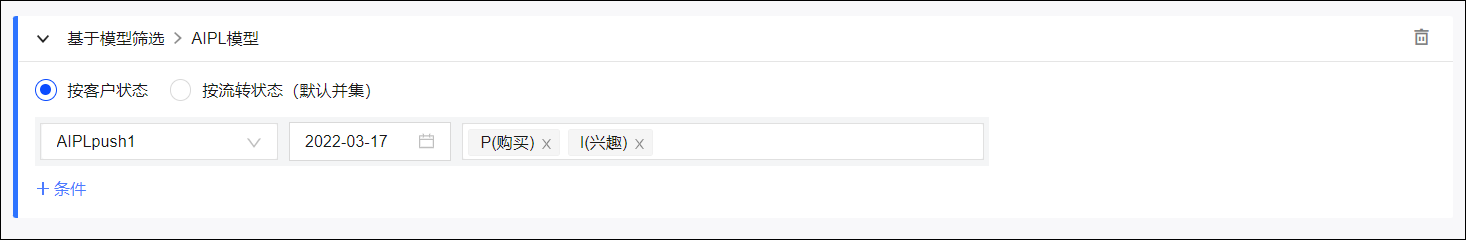 基于模型筛选 > AIPL模型
按客户状态 按流转状态（默认并集）
AIPLpush1 2022-03-17 P(购买) x I(兴趣) x
+条件